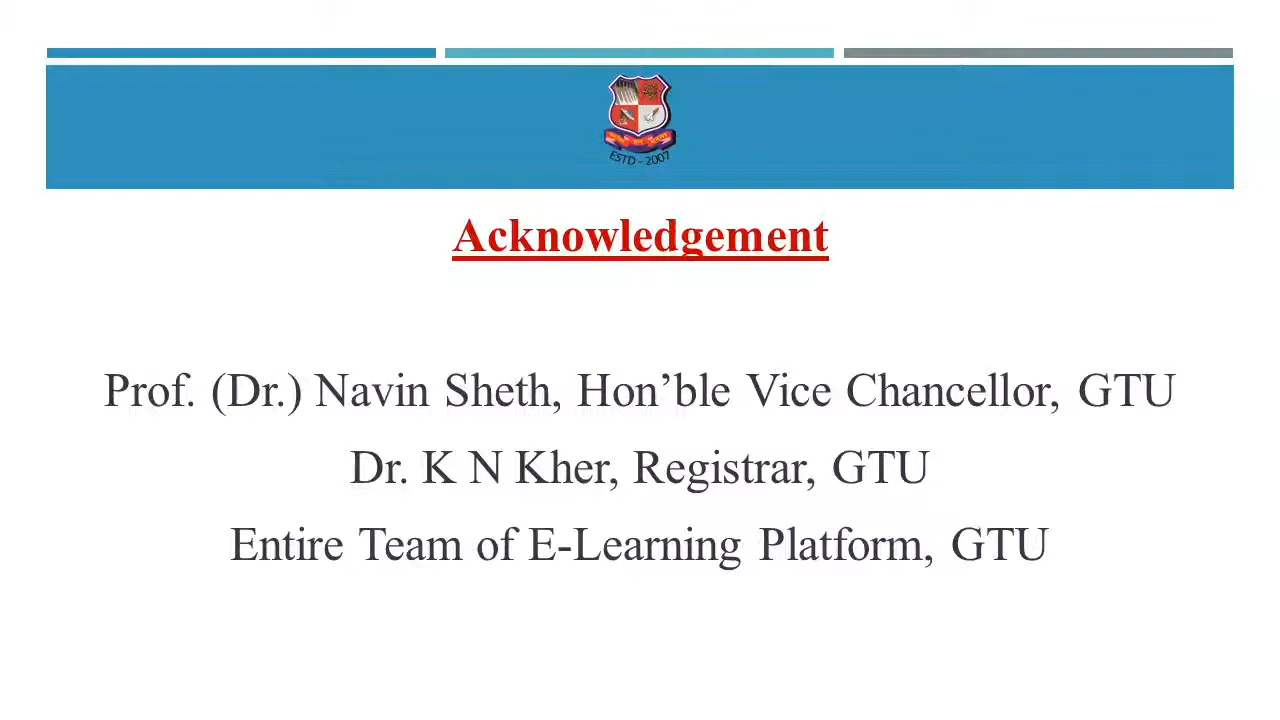 ESTD - 2007
Acknowledgement
Prof. (Dr.) Navin Sheth, Hon’ble Vice Chancellor, GTU
Dr. K N Kher, Registrar, GTU
Entire Team of E-Learning Platform, GTU